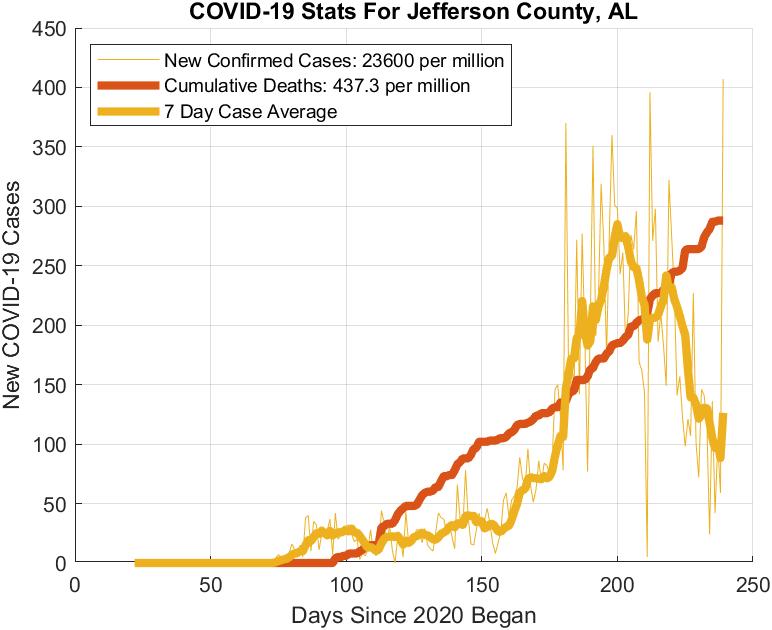 COVID-19 Stats For Jefferson County, AL
New Confirmed Cases: 23600 per million
Cumulative Deaths: 437.3 per million
7 Day Case Average
New COVID-19 Cases
450
400
350
300
250
200
150
100
50
0
0 50 100 150 200 250
Days Since 2020 Began